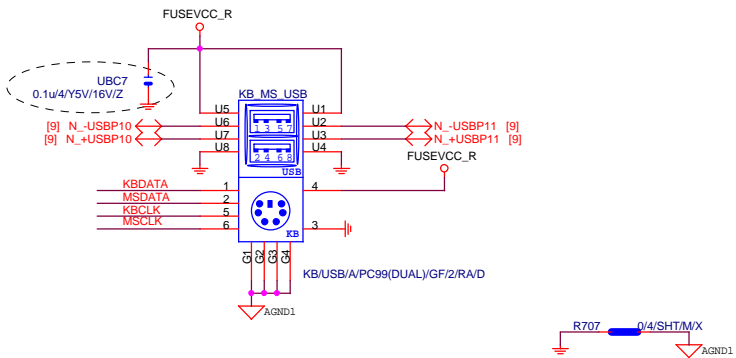 FUSEVCC_R
UBC7
0.1u/4/Y5V/16V/Z
KB_MS_USB
U5 U1
[9] N_-USBP10 U6 U2 N_-USBP11 [9]
[9] N_+USBP10 U7 U3 N_+USBP11 [9]
U8 U4
1 3 5 7
2 4 6 8
USB
FUSEVCC_R
KBDATA 1 4
MSDATA 2
KBCLK 5
MSCLK 6 3
KB
G1 G2 G3 G4
KB/USB/A/PC99(DUAL)/GF/2/RA/D
AGND1
R707 0/4/SHT/M/X
AGND1